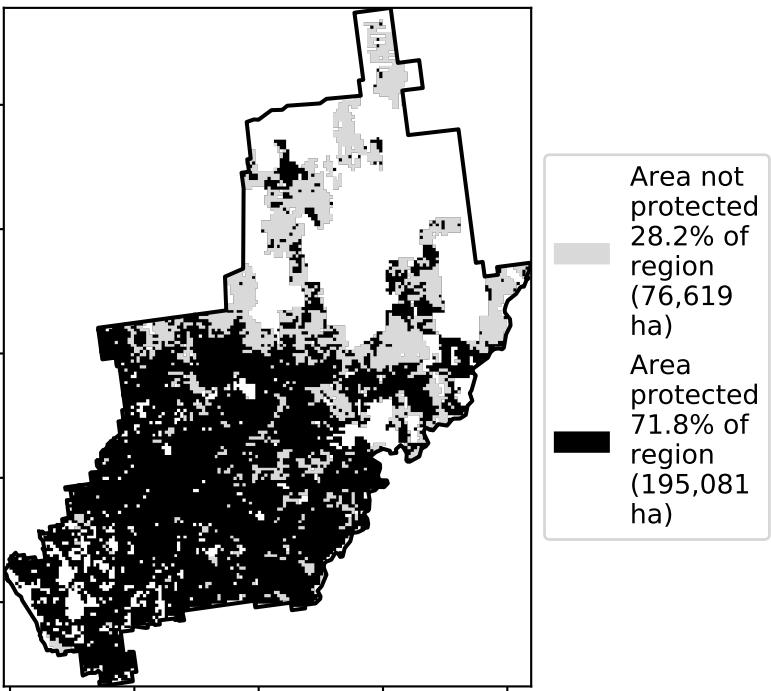 Area not
protected
28.2% of
region
(76,619
ha)
Area
protected
71.8% of
region
(195,081
ha)